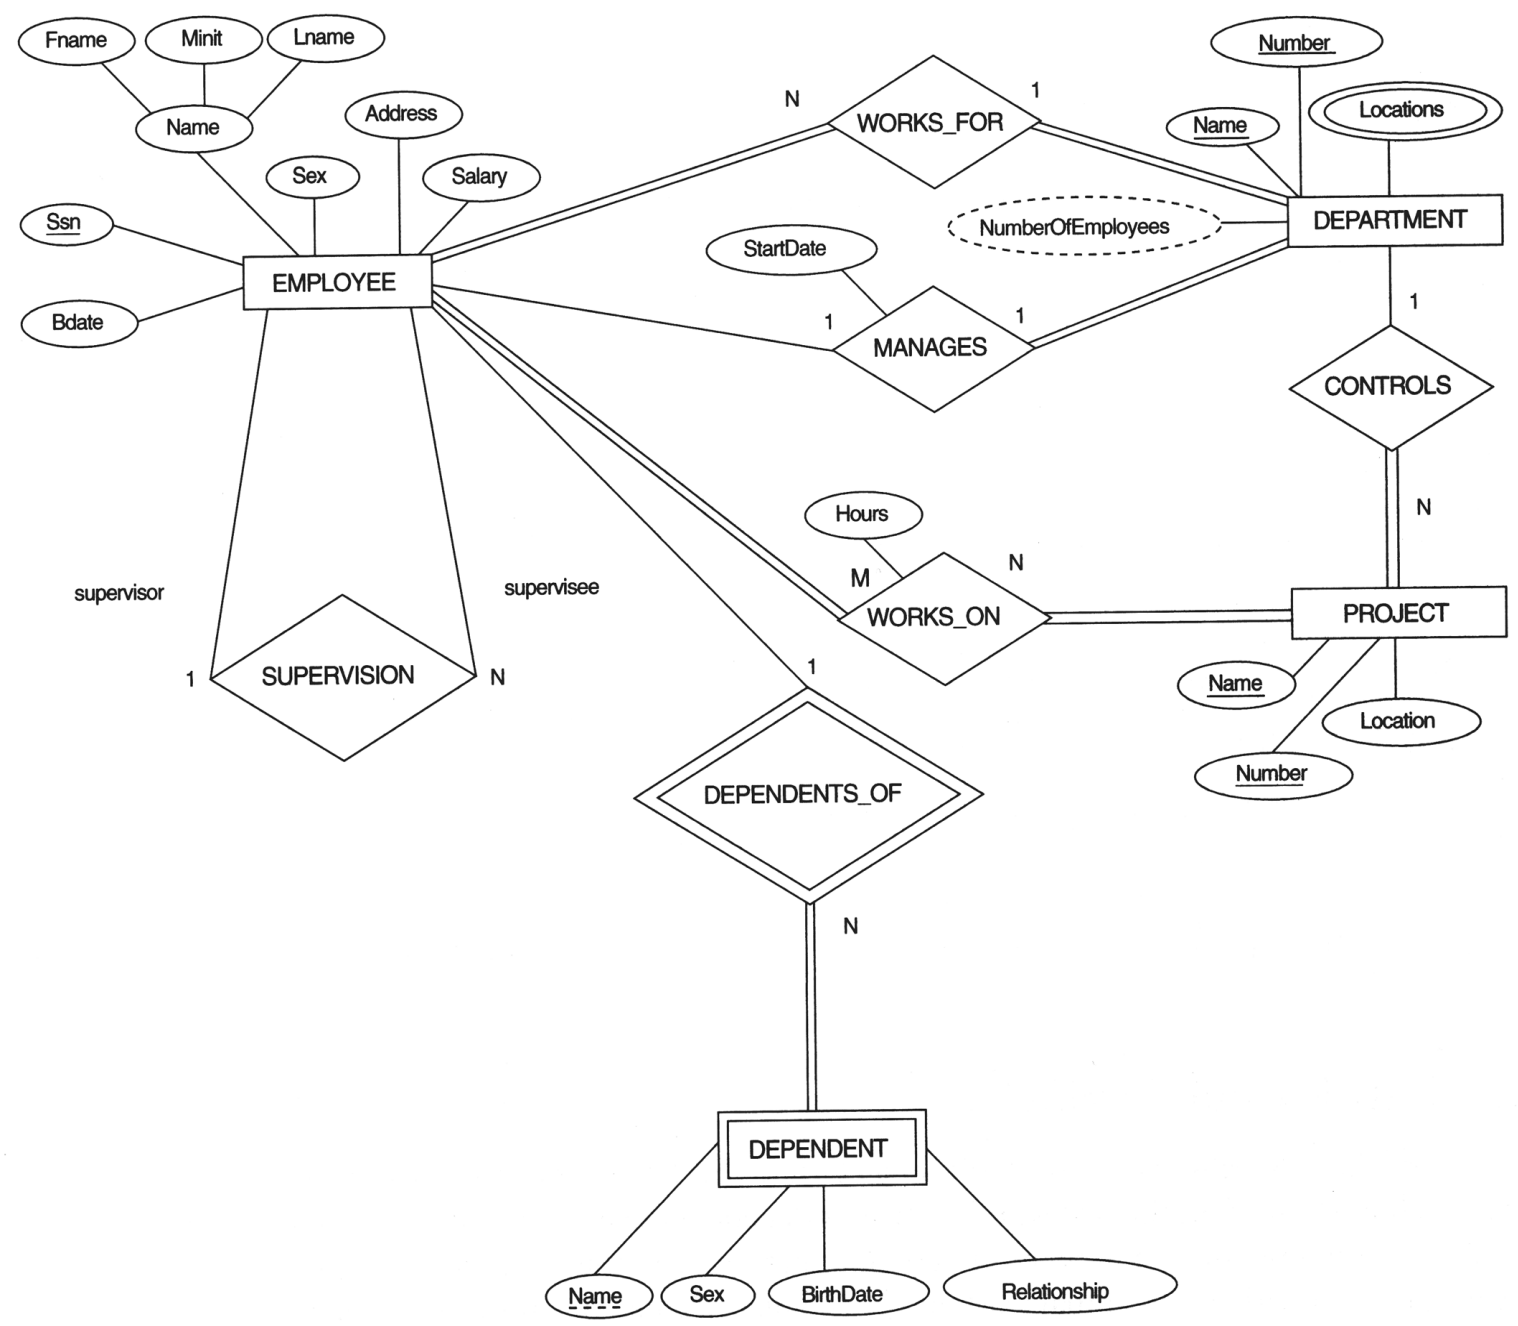 Fname
Minit
Lname
Name
Address
Sex
Salary
Ssn
Bdate
EMPLOYEE
N
WORKS_FOR
1
Number
Name
Locations
NumberOfEmployees
DEPARTMENT
StartDate
1
MANAGES
1
1
CONTROLS
N
supervisor
supervisee
1
SUPERVISION
N
Hours
M
WORKS_ON
N
PROJECT
Name
Number
Location
1
DEPENDENTS_OF
N
DEPENDENT
Name
Sex
BirthDate
Relationship